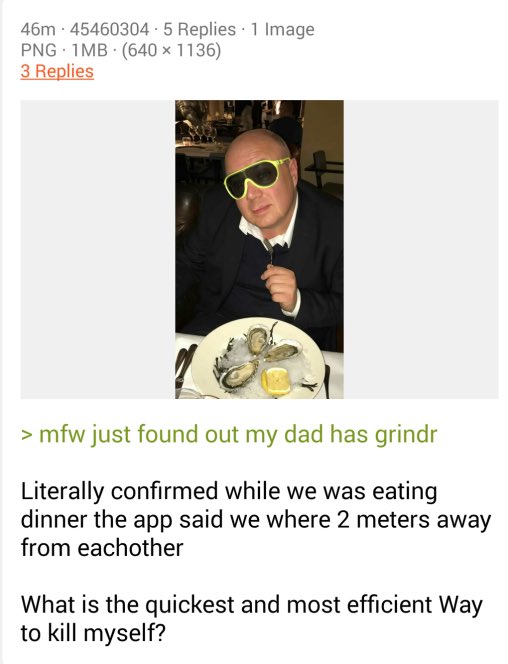 46m · 45460304 · 5 Replies · 1 Image
PNG · 1MB · (640 × 1136)
3 Replies
> mfw just found out my dad has grindr
Literally confirmed while we was eating
dinner the app said we where 2 meters away
from eachother
What is the quickest and most efficient Way
to kill myself?